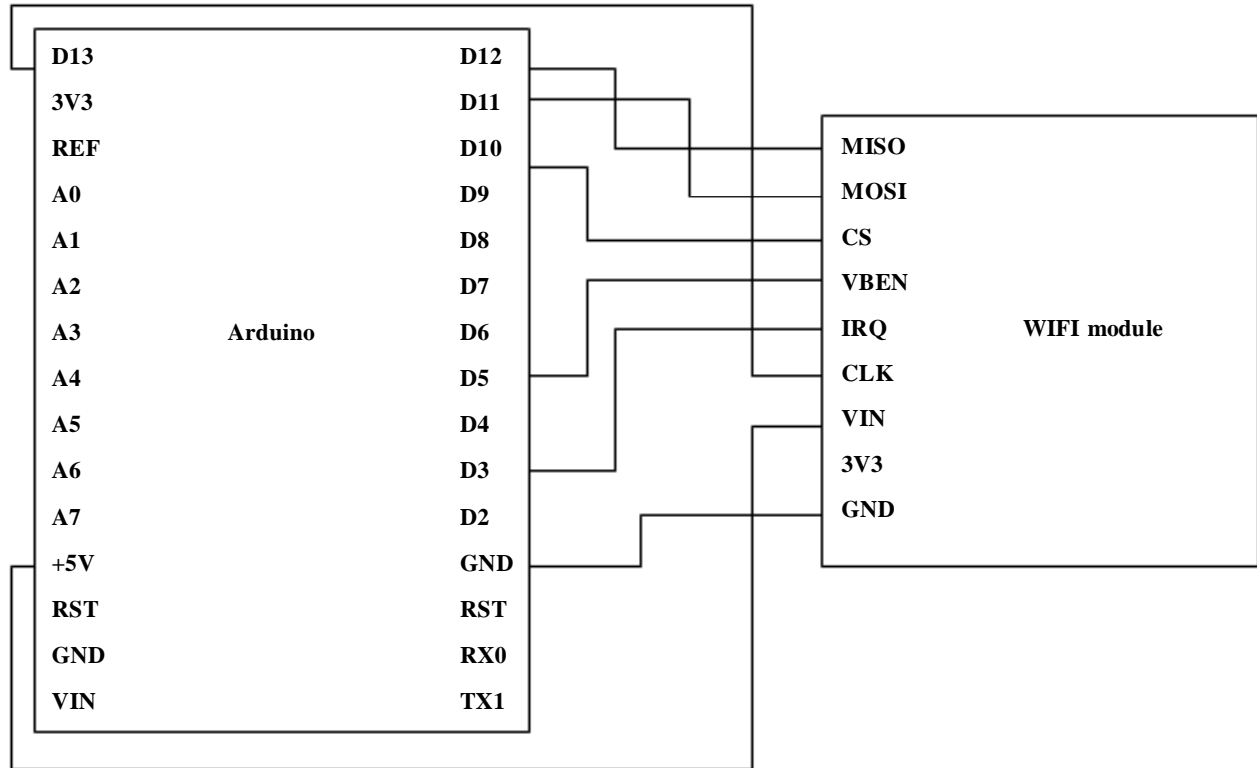 D13
3V3
REF
A0
A1
A2
A3
A4
A5
A6
A7
+5V
RST
GND
VIN
Arduino
D12
D11
D10
D9
D8
D7
D6
D5
D4
D3
D2
GND
RST
RX0
TX1
MISO
MOSI
CS
VBEN
IRQ
CLK
VIN
3V3
GND
WIFI module